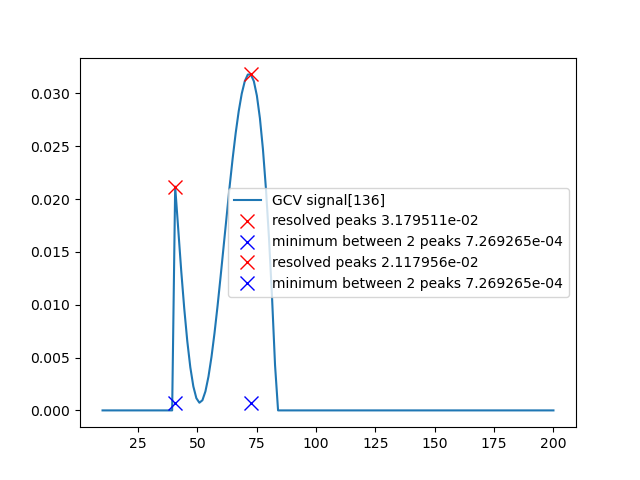 0.030
0.025
0.020
0.015
0.010
0.005
0.000
GCV signal[136]
resolved peaks 3.179511e-02
minimum between 2 peaks 7.269265e-04
resolved peaks 2.117956e-02
minimum between 2 peaks 7.269265e-04
25 50 75 100 125 150 175 200